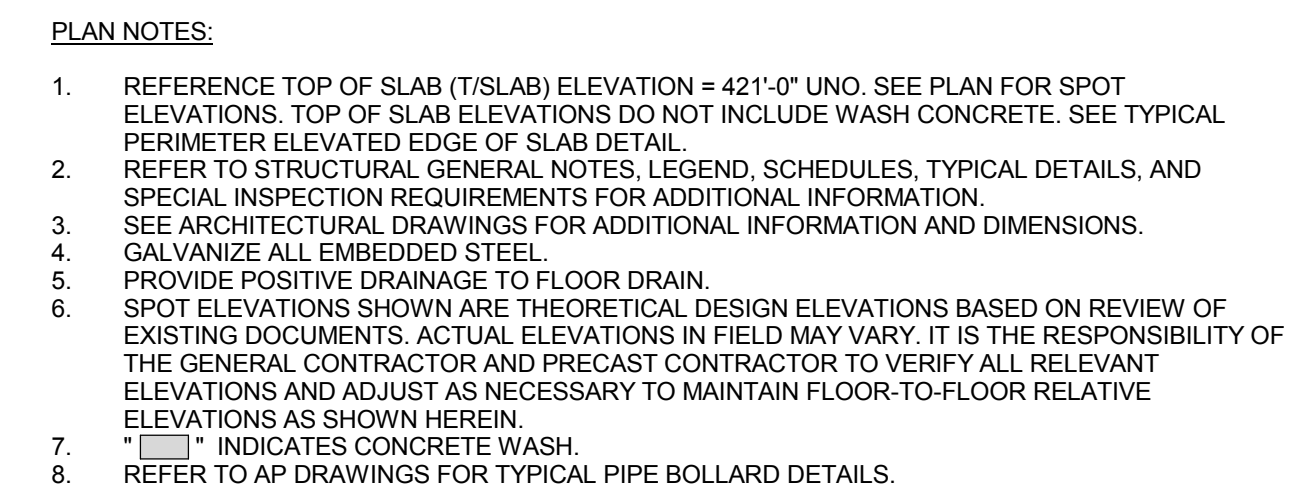 PLAN NOTES:
1. REFERENCE TOP OF SLAB (T/SLAB) ELEVATION = 421'-0" UNO. SEE PLAN FOR SPOT
ELEVATIONS. TOP OF SLAB ELEVATIONS DO NOT INCLUDE WASH CONCRETE. SEE TYPICAL
PERIMETER ELEVATED EDGE OF SLAB DETAIL.
2. REFER TO STRUCTURAL GENERAL NOTES, LEGEND, SCHEDULES, TYPICAL DETAILS, AND
SPECIAL INSPECTION REQUIREMENTS FOR ADDITIONAL INFORMATION.
3. SEE ARCHITECTURAL DRAWINGS FOR ADDITIONAL INFORMATION AND DIMENSIONS.
4. GALVANIZE ALL EMBEDDED STEEL.
5. PROVIDE POSITIVE DRAINAGE TO FLOOR DRAIN.
6. SPOT ELEVATIONS SHOWN ARE THEORETICAL DESIGN ELEVATIONS BASED ON REVIEW OF
EXISTING DOCUMENTS. ACTUAL ELEVATIONS IN FIELD MAY VARY. IT IS THE RESPONSIBILITY OF
THE GENERAL CONTRACTOR AND PRECAST CONTRACTOR TO VERIFY ALL RELEVANT
ELEVATIONS AND ADJUST AS NECESSARY TO MAINTAIN FLOOR-TO-FLOOR RELATIVE
ELEVATIONS AS SHOWN HEREIN.
7. " " INDICATES CONCRETE WASH.
8. REFER TO AP DRAWINGS FOR TYPICAL PIPE BOLLARD DETAILS.